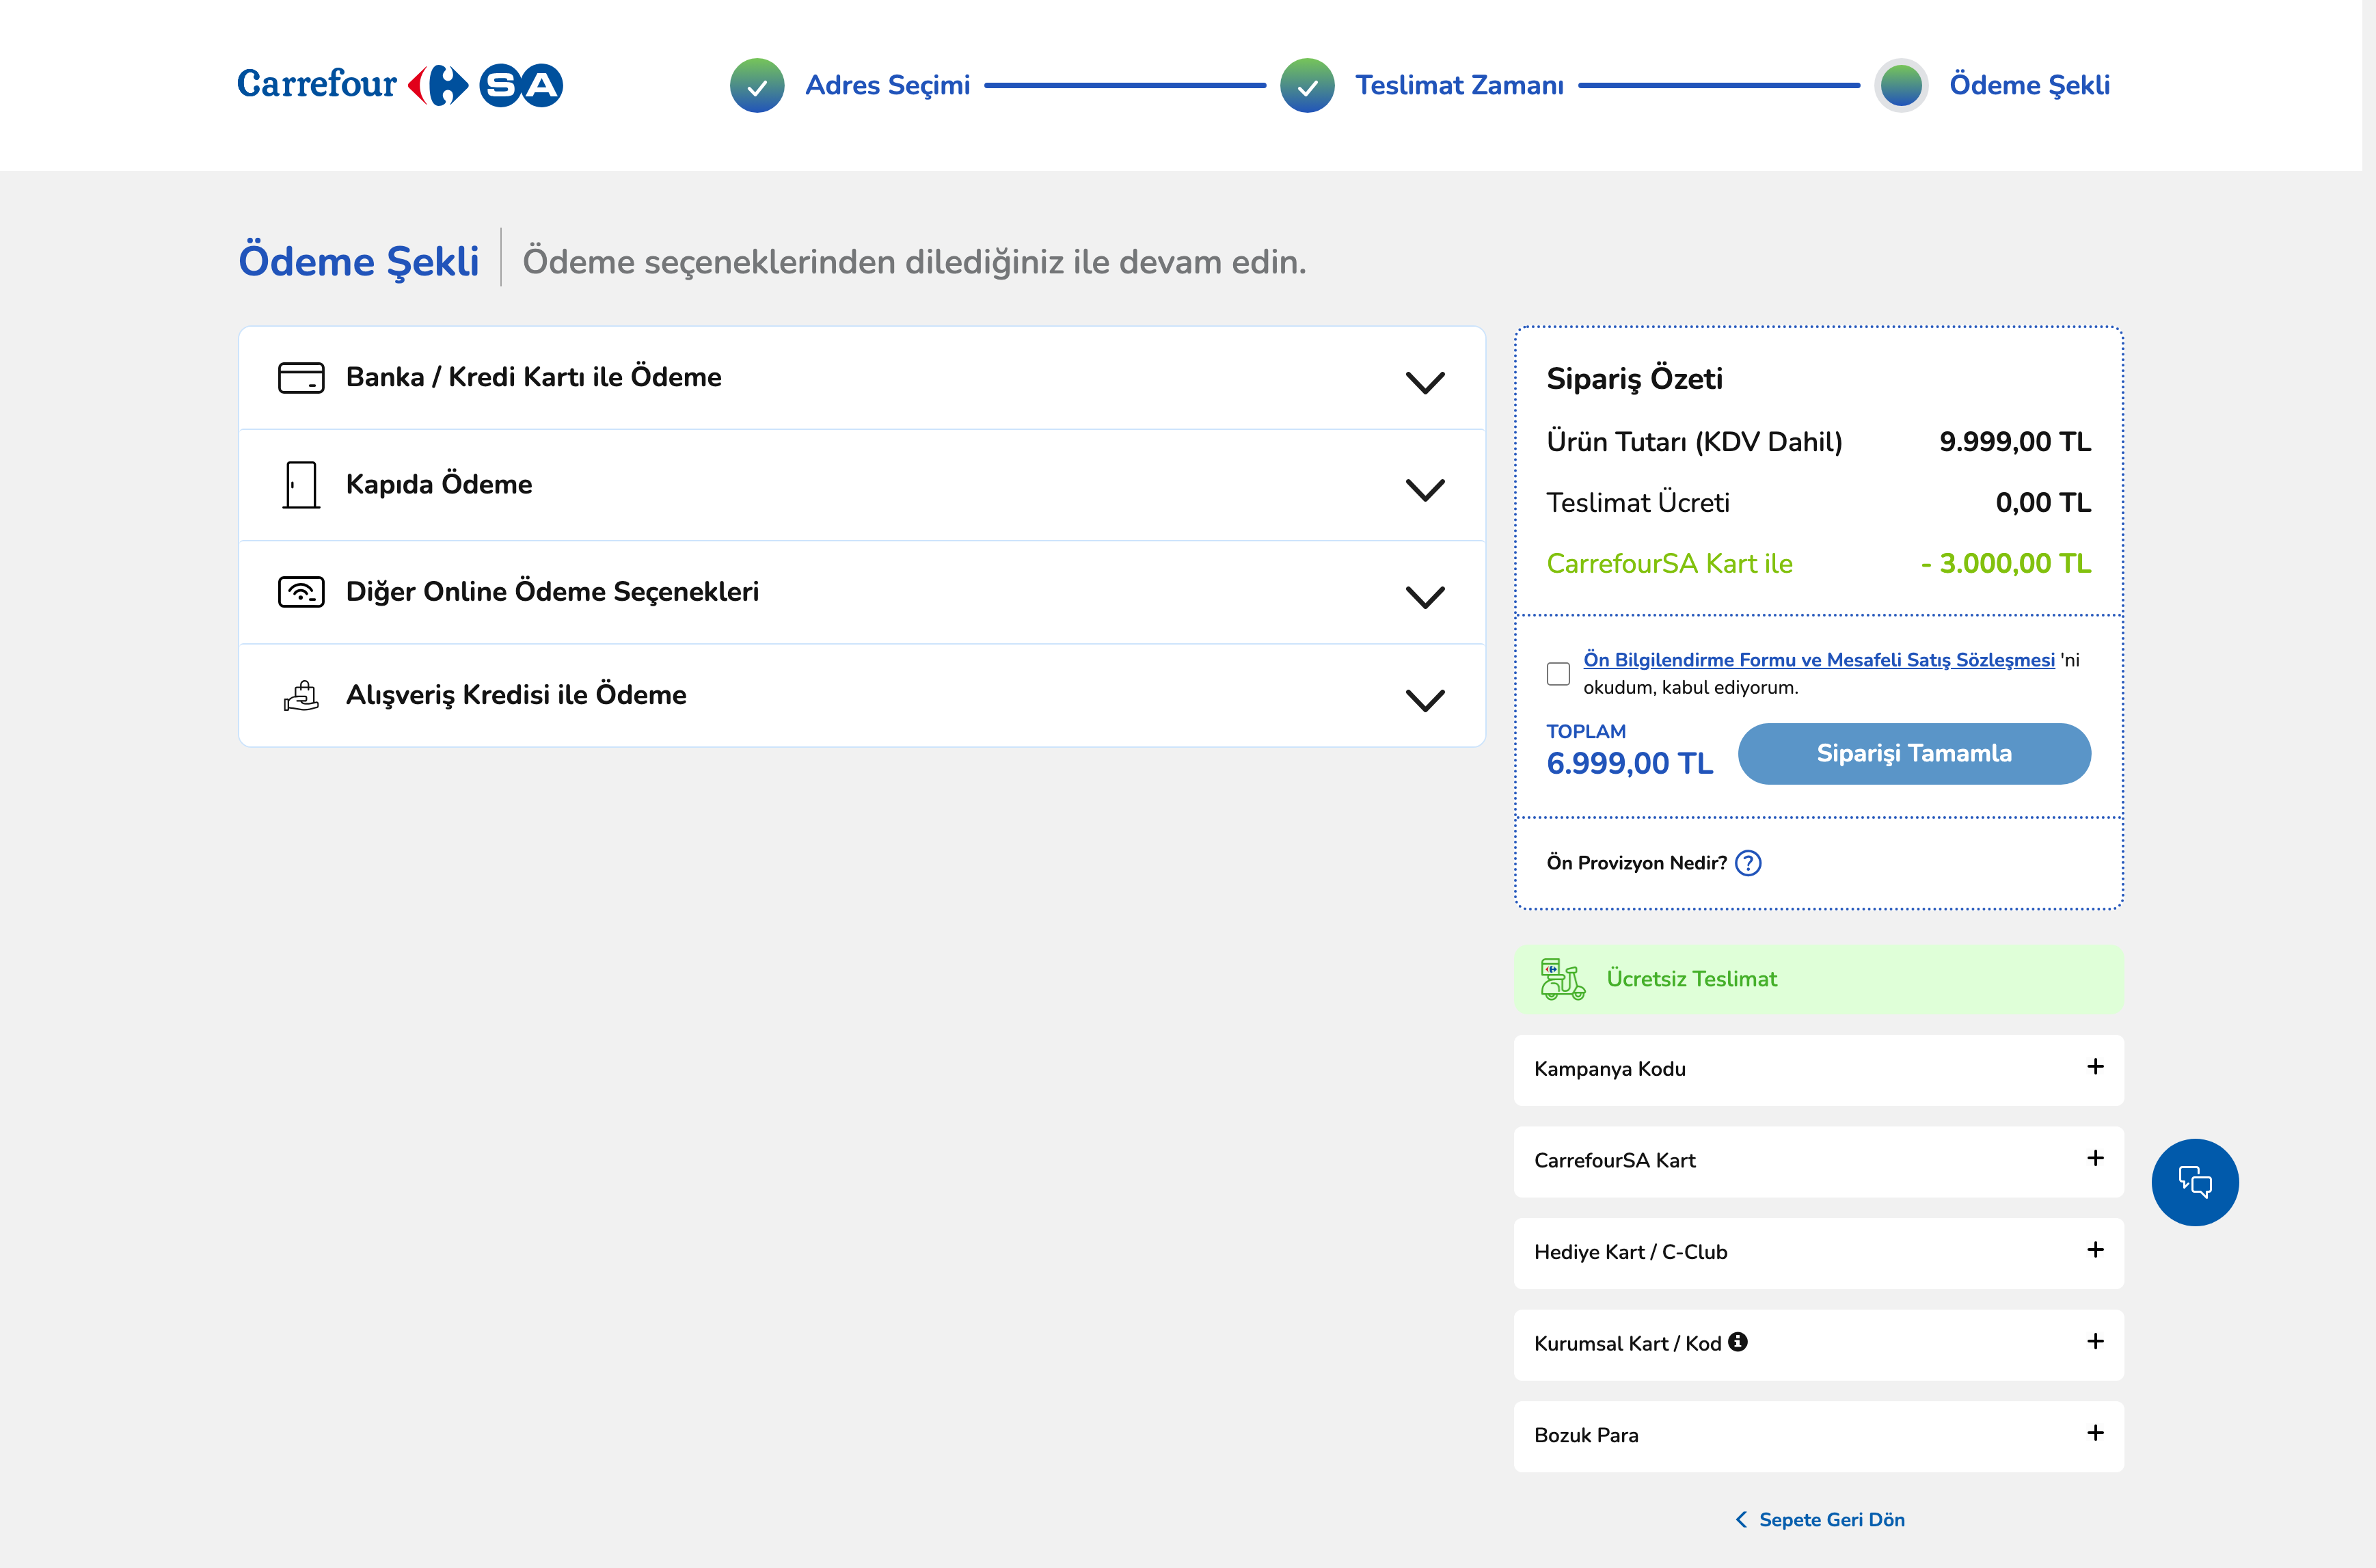 Carrefour SA
Adres Seçimi
Teslimat Zamanı
Ödeme Şekli
Ödeme Şekli
Ödeme seçeneklerinden dilediğiniz ile devam edin.
Banka / Kredi Kartı ile Ödeme
Kapıda Ödeme
Diğer Online Ödeme Seçenekleri
Alışveriş Kredisi ile Ödeme
Sipariş Özeti
Ürün Tutarı (KDV Dahil) 9.999,00 TL
Teslimat Ücreti 0,00 TL
CarrefourSA Kart ile - 3.000,00 TL
Ön Bilgilendirme Formu ve Mesafeli Satış Sözleşmesi 'ni
okudum, kabul ediyorum.
TOPLAM
6.999,00 TL
Siparişi Tamamla
Ön Provizyon Nedir? ?
Ücretsiz Teslimat
Kampanya Kodu +
CarrefourSA Kart +
Hediye Kart / C-Club +
Kurumsal Kart / Kod i +
Bozuk Para +
Sepete Geri Dön